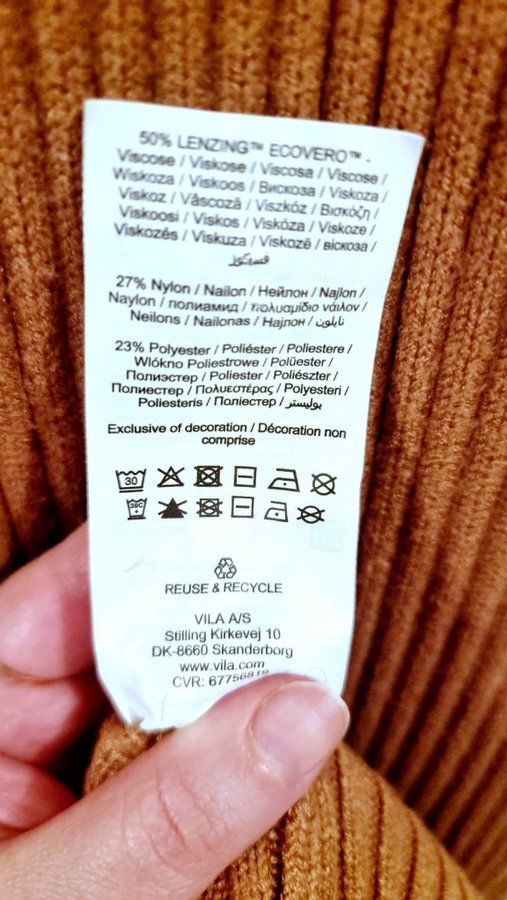 50% LENZING™ ECOVERO™ -
Viscose / Viskose / Viscosa / Viscose /
Wiskoza / Viskoos / Вискоза / Viskoza /
Viskoz / Vâscoză / Viszkóz / Βισκόζη /
Viskoosi / Viskos / Viskóza / Viskoze /
Viskozės / Viskuza / Viskozë / віскоза /
فسكوز
27% Nylon / Nailon / Нейлон / Najlon /
Naylon / полиамид / πολυαμίδιο νάιλον /
Neilons / Nailonas / Најлон / نايلون
23% Polyester / Poliéster / Poliestere /
Wlókno Poliestrowe / Polüester /
Полиэстер / Poliester / Poliészter /
Полиестер / Πολυεστέρας / Polyesteri /
Poliesteris / Поліестер / بوليستر
Exclusive of decoration / Décoration non
comprise
30
30C
REUSE & RECYCLE
VILA A/S
Stilling Kirkevej 10
DK-8660 Skanderborg
www.vila.com
CVR: